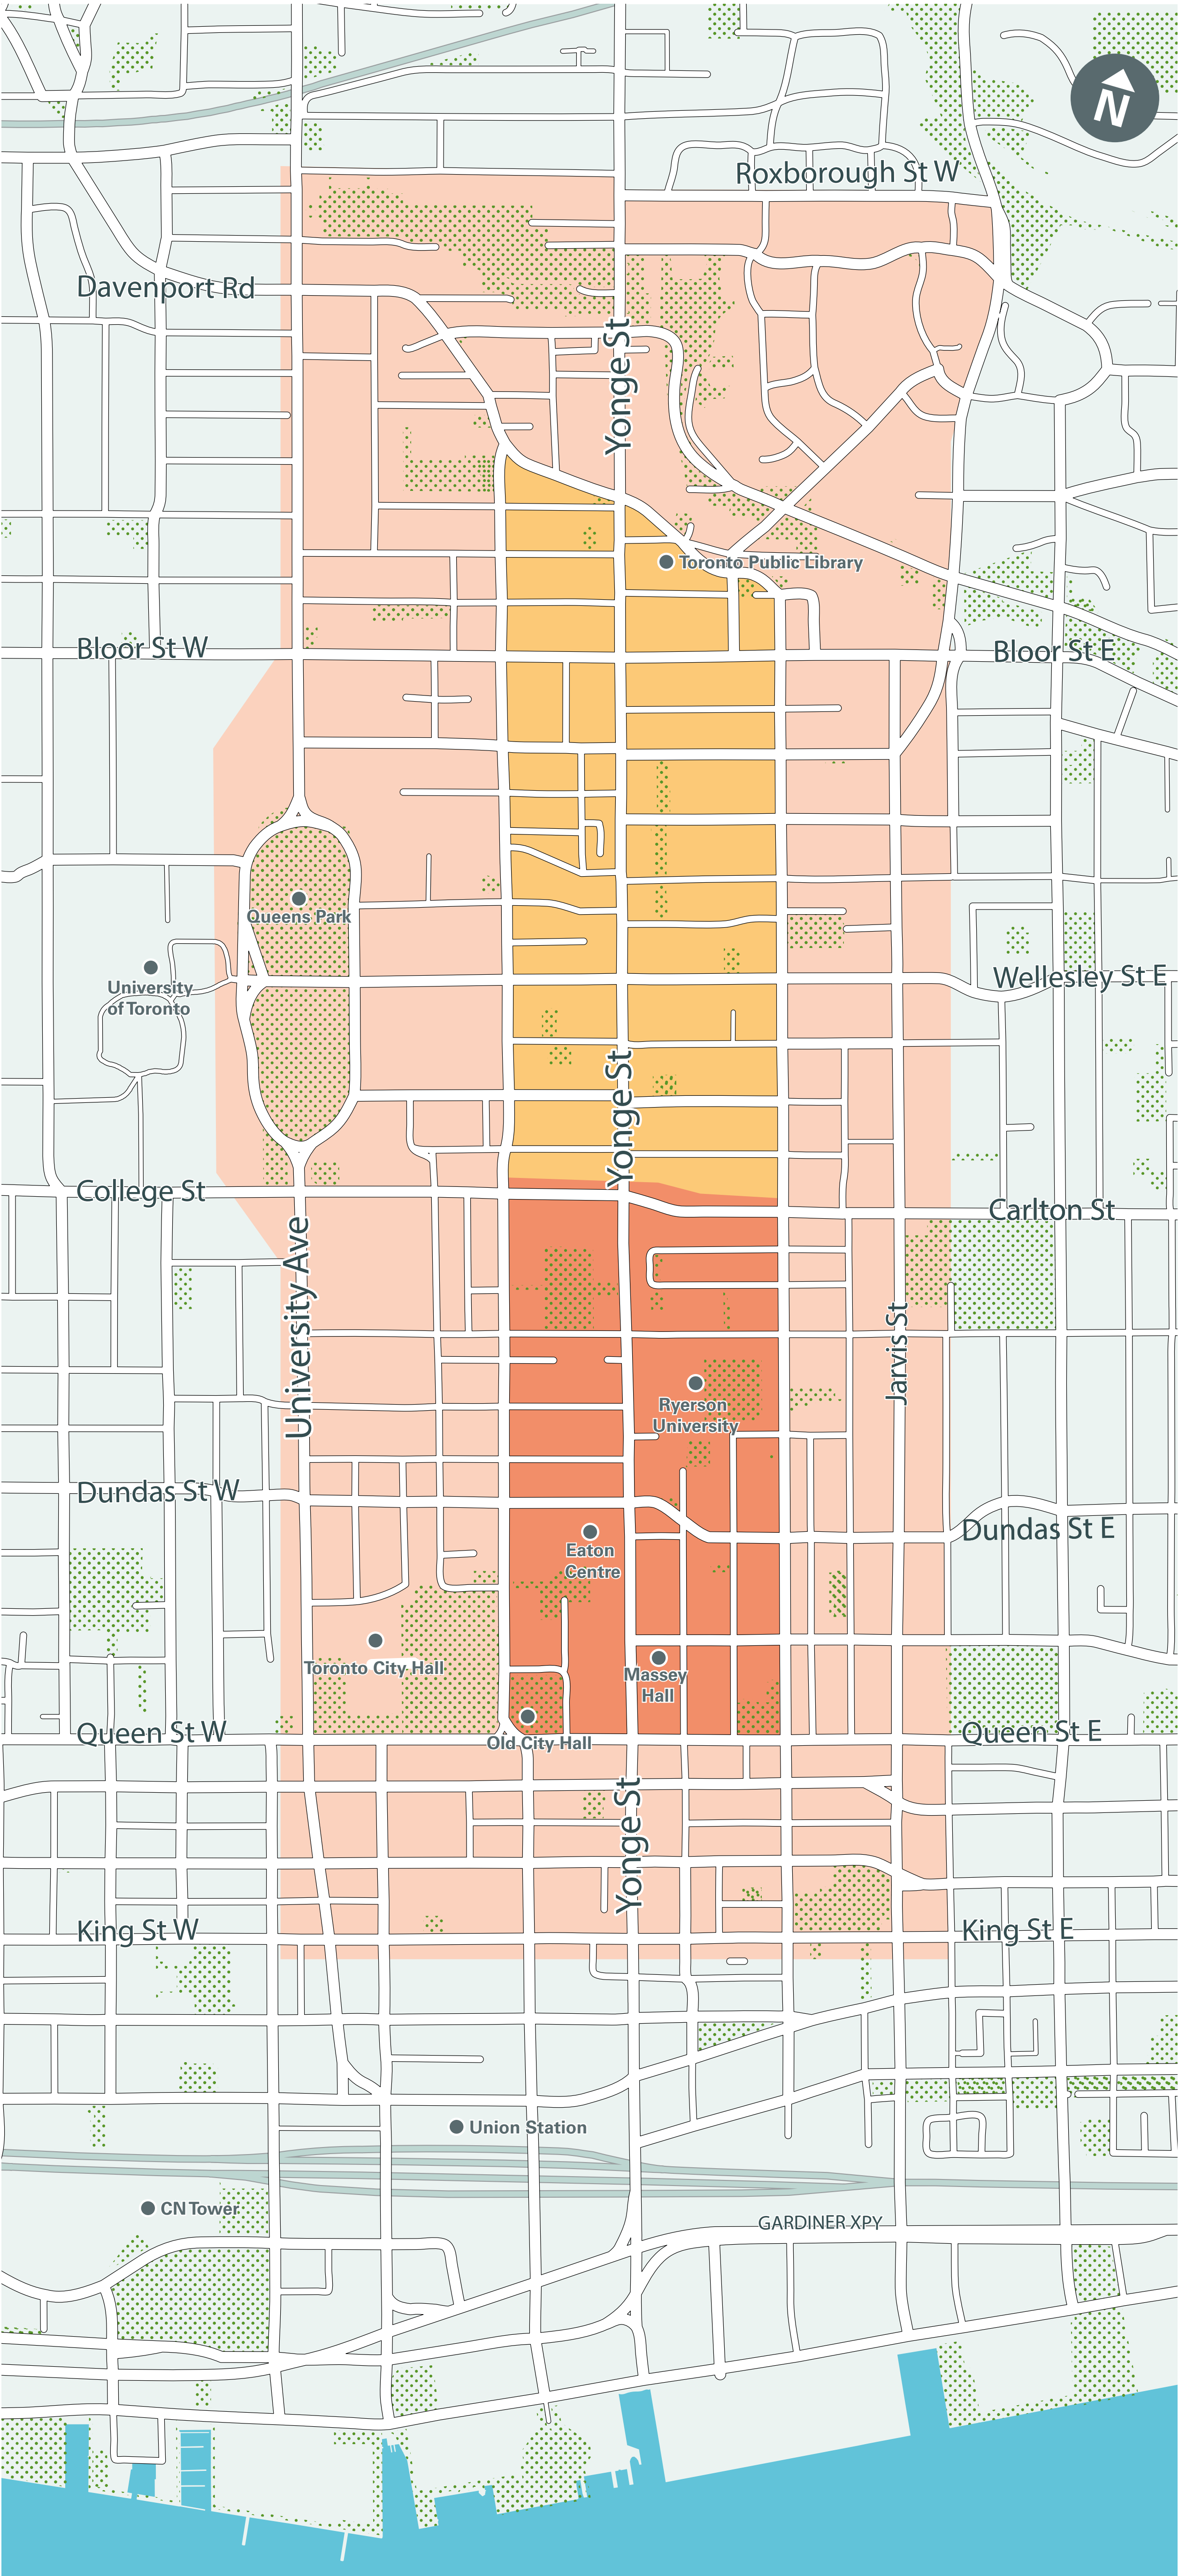 N
Roxborough St W
Davenport Rd
Yonge St
Toronto Public Library
Bloor St W
Bloor St E
Queens Park
University
of Toronto
Wellesley St E
Yonge St
College St
Carlton St
University Ave
Jarvis St
Ryerson
University
Dundas St W
Dundas St E
Eaton
Centre
Toronto City Hall
Massey
Hall
Old City Hall
Queen St W
Queen St E
Yonge St
King St W
King St E
Union Station
CN Tower
GARDINER XPY